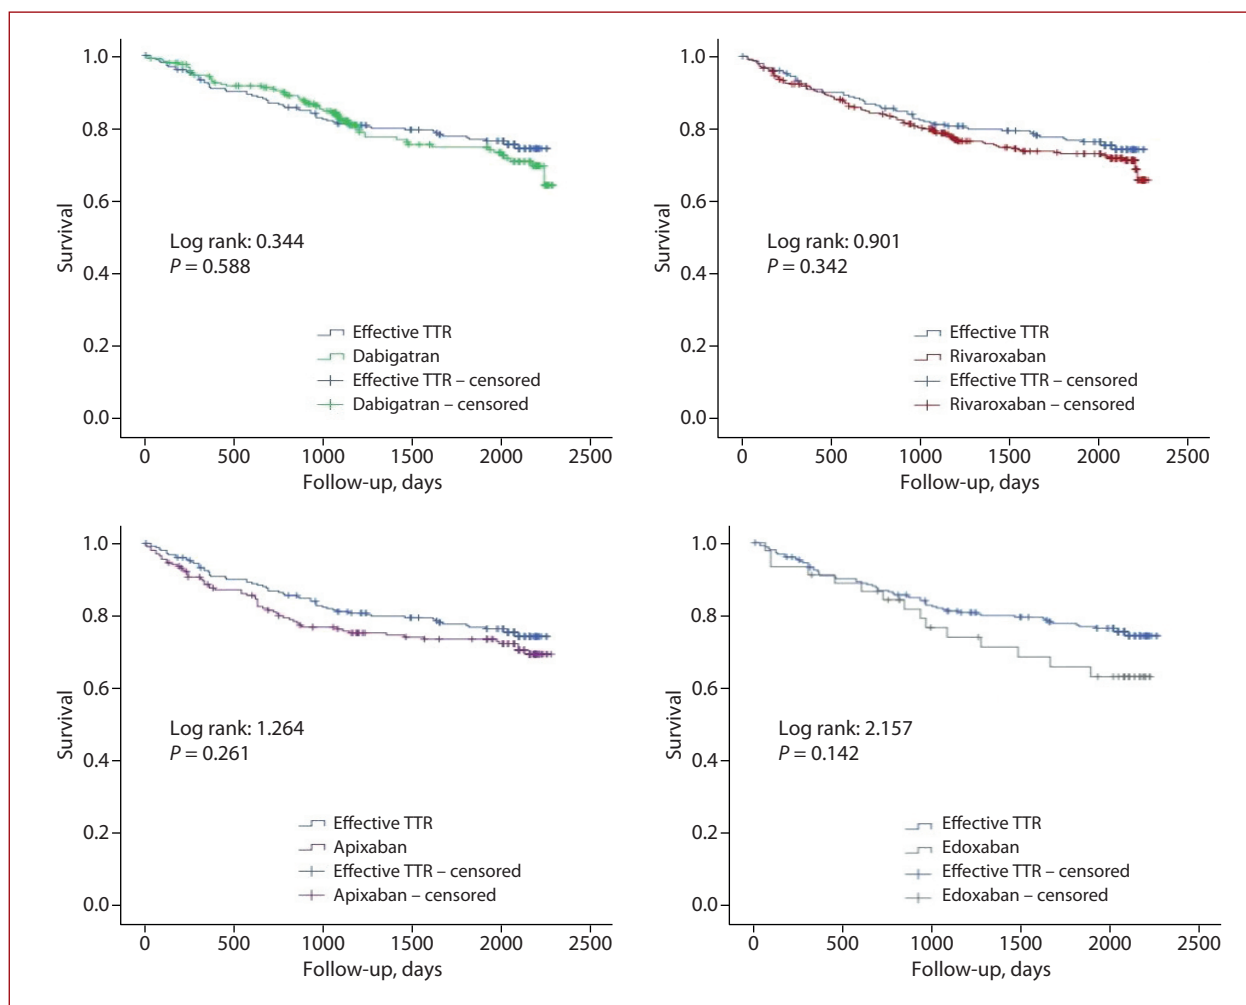 1.0
0.8
0.6
0.4
0.2
0.0
Survival
Log rank: 0.344
P = 0.588
Effective TTR
Dabigatran
Effective TTR – censored
Dabigatran – censored
0 500 1000 1500 2000 2500
Follow-up, days
1.0
0.8
0.6
0.4
0.2
0.0
Survival
Log rank: 0.901
P = 0.342
Effective TTR
Rivaroxaban
Effective TTR – censored
Rivaroxaban – censored
0 500 1000 1500 2000 2500
Follow-up, days
1.0
0.8
0.6
0.4
0.2
0.0
Survival
Log rank: 1.264
P = 0.261
Effective TTR
Apixaban
Effective TTR – censored
Apixaban – censored
0 500 1000 1500 2000 2500
Follow-up, days
1.0
0.8
0.6
0.4
0.2
0.0
Survival
Log rank: 2.157
P = 0.142
Effective TTR
Edoxaban
Effective TTR – censored
Edoxaban – censored
0 500 1000 1500 2000 2500
Follow-up, days